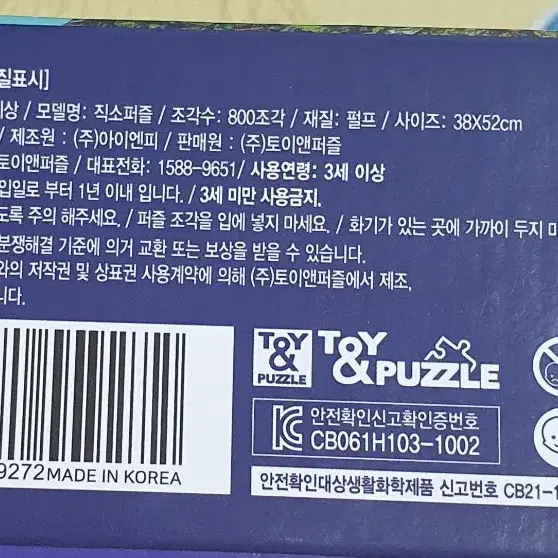 질표시]
이상 / 모델명: 직소퍼즐 / 조각수: 800조각 / 재질: 펄프 / 사이즈: 38X52cm
/ 제조원 : (주)아이엔피 / 판매원 : (주)토이앤퍼즐
토이앤퍼즐 / 대표전화: 1588-9651/ 사용연령: 3세 이상
입일로 부터 1년 이내 입니다. / 3세 미만 사용금지.
도록 주의 해주세요. / 퍼즐 조각을 입에 넣지 마세요. / 화기가 있는 곳에 가까이 두지 마
분쟁해결 기준에 의거 교환 또는 보상을 받을 수 있습니다.
와의 저작권 및 상표권 사용계약에 의해 (주)토이앤퍼즐에서 제조,
니다.
TOY & PUZZLE
TOY & PUZZLE
안전확인신고확인증번호
CB061H103-1002
9272 MADE IN KOREA
안전확인대상생활화학제품 신고번호 CB21-1